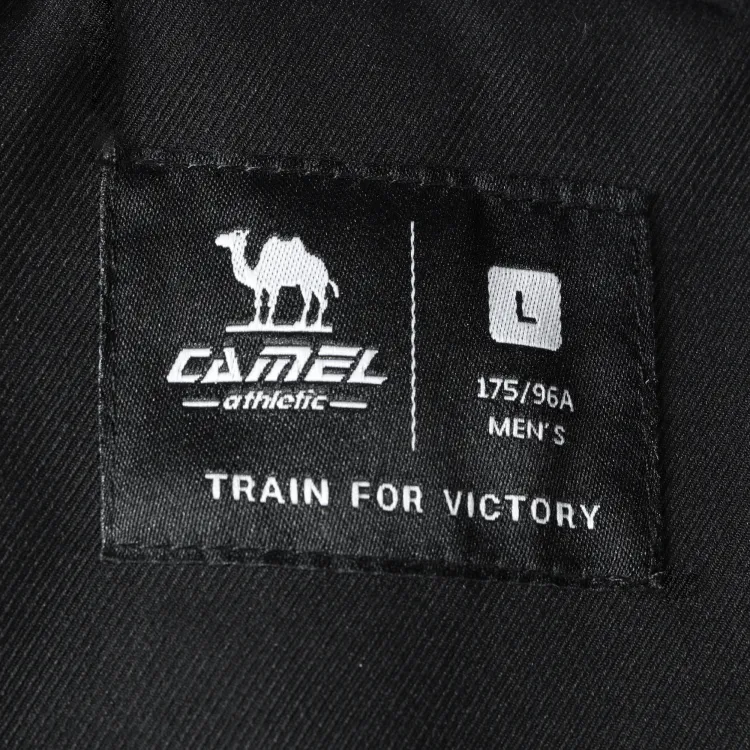 CAMEL
athletic
L
175/96A
MEN'S
TRAIN FOR VICTORY